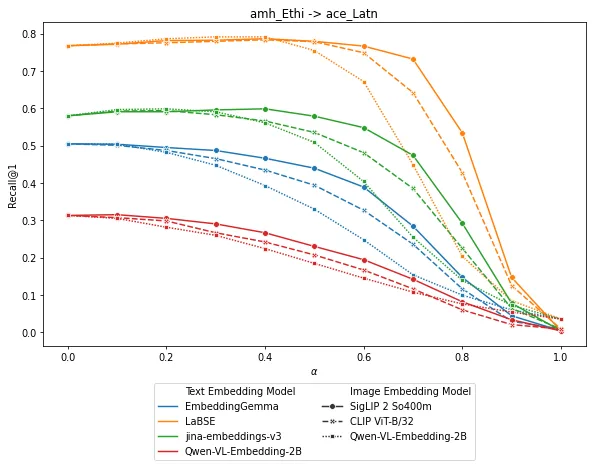 amh_Ethi -> ace_Latn
Recall@1
0.8
0.7
0.6
0.5
0.4
0.3
0.2
0.1
0.0
0.0 0.2 0.4 0.6 0.8 1.0
α
Text Embedding Model Image Embedding Model
EmbeddingGemma SigLIP 2 So400m
LaBSE CLIP ViT-B/32
jina-embeddings-v3 Qwen-VL-Embedding-2B
Qwen-VL-Embedding-2B